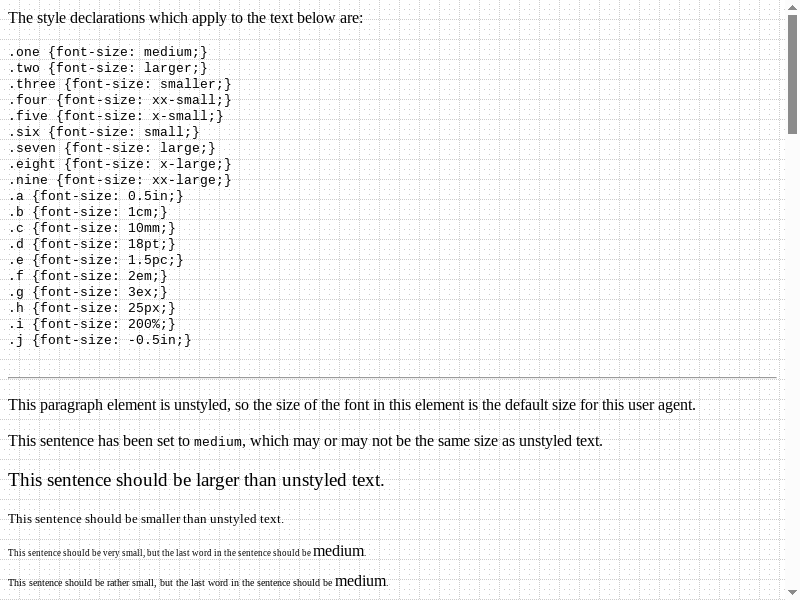 The style declarations which apply to the text below are:
.one {font-size: medium;}
.two {font-size: larger;}
.three {font-size: smaller;}
.four {font-size: xx-small;}
.five {font-size: x-small;}
.six {font-size: small;}
.seven {font-size: large;}
.eight {font-size: x-large;}
.nine {font-size: xx-large;}
.a {font-size: 0.5in;}
.b {font-size: 1cm;}
.c {font-size: 10mm;}
.d {font-size: 18pt;}
.e {font-size: 1.5pc;}
.f {font-size: 2em;}
.g {font-size: 3ex;}
.h {font-size: 25px;}
.i {font-size: 200%;}
.j {font-size: -0.5in;}
This paragraph element is unstyled, so the size of the font in this element is the default size for this user agent.
This sentence has been set to medium, which may or may not be the same size as unstyled text.
This sentence should be larger than unstyled text.
This sentence should be smaller than unstyled text.
This sentence should be very small, but the last word in the sentence should be medium.
This sentence should be rather small, but the last word in the sentence should be medium.